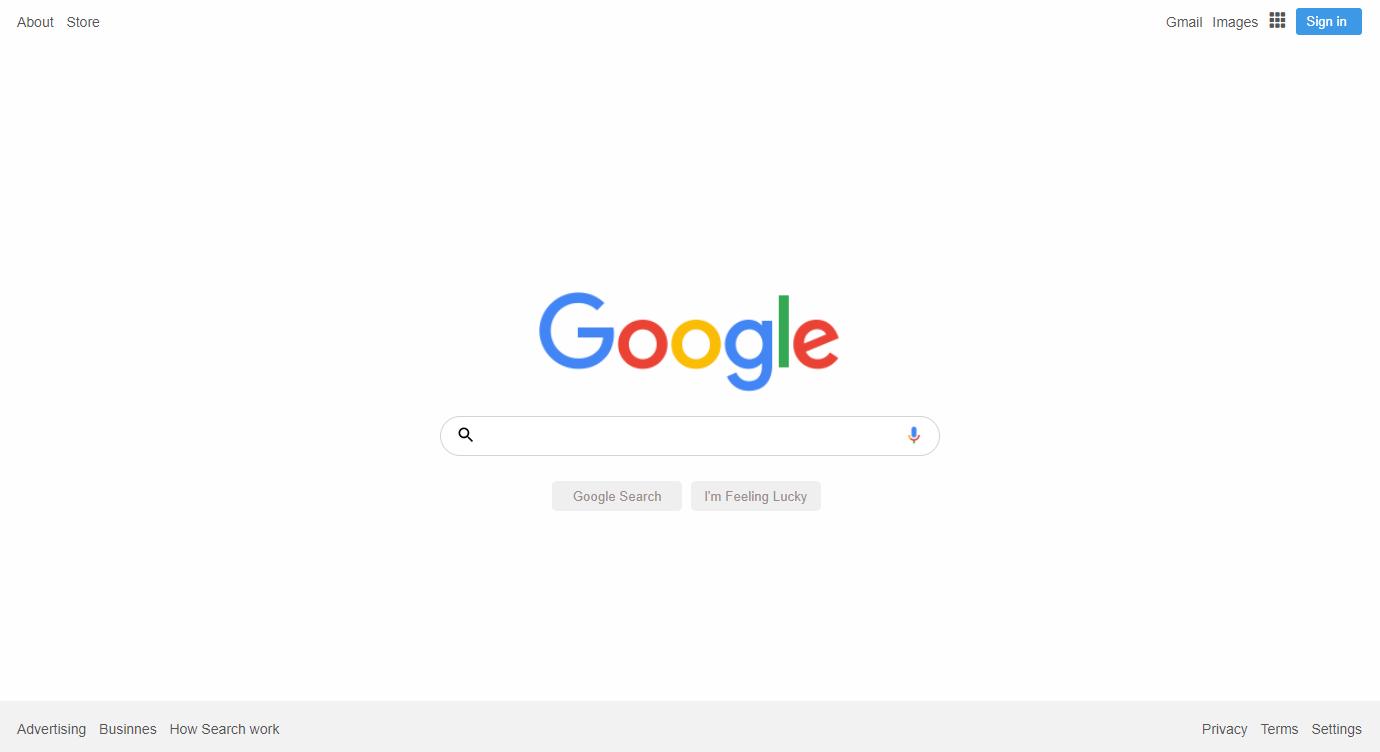 About Store Gmail Images Sign in
Google
Google Search I'm Feeling Lucky
Advertising Businnes How Search work Privacy Terms Settings